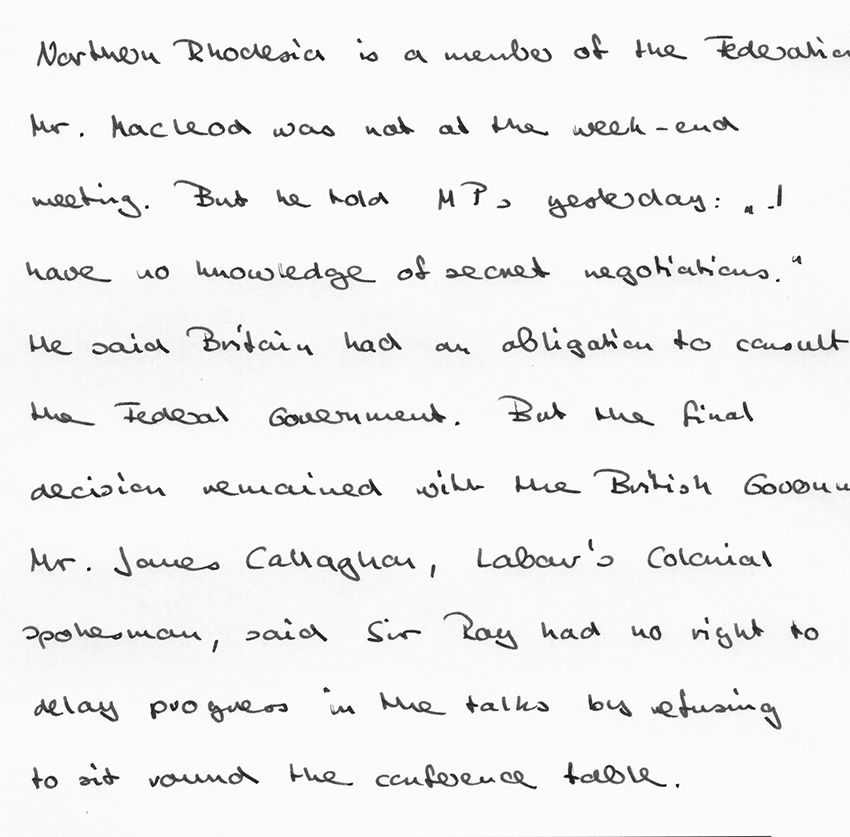 Northern Rhodesia is a member of the Federation
Mr. Macleod was not at the week-end
meeting. But he told MPs yesterday: „I
have no knowledge of secret negotiations."
He said Britain had an obligation to consult
the Federal Government. But the final
decision remained with the British Governm
Mr. James Callaghan, Labour's Colonial
spokesman, said Sir Roy had no right to
delay progress in the talks by refusing
to sit round the conference table.